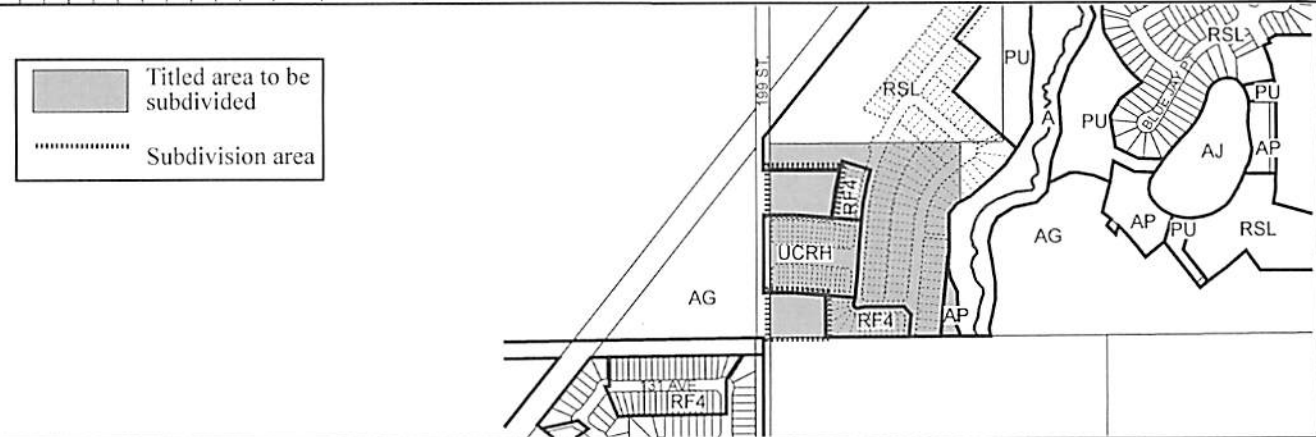 Titled area to be
subdivided
Subdivision area
199 ST.
RSL
PU
A
PU
RSL
BLUE JAY
PU
AJ
AP
RF4
UCRH
AG
AP
PU
RSL
AG
RF4
AP
131 AVE
RF4